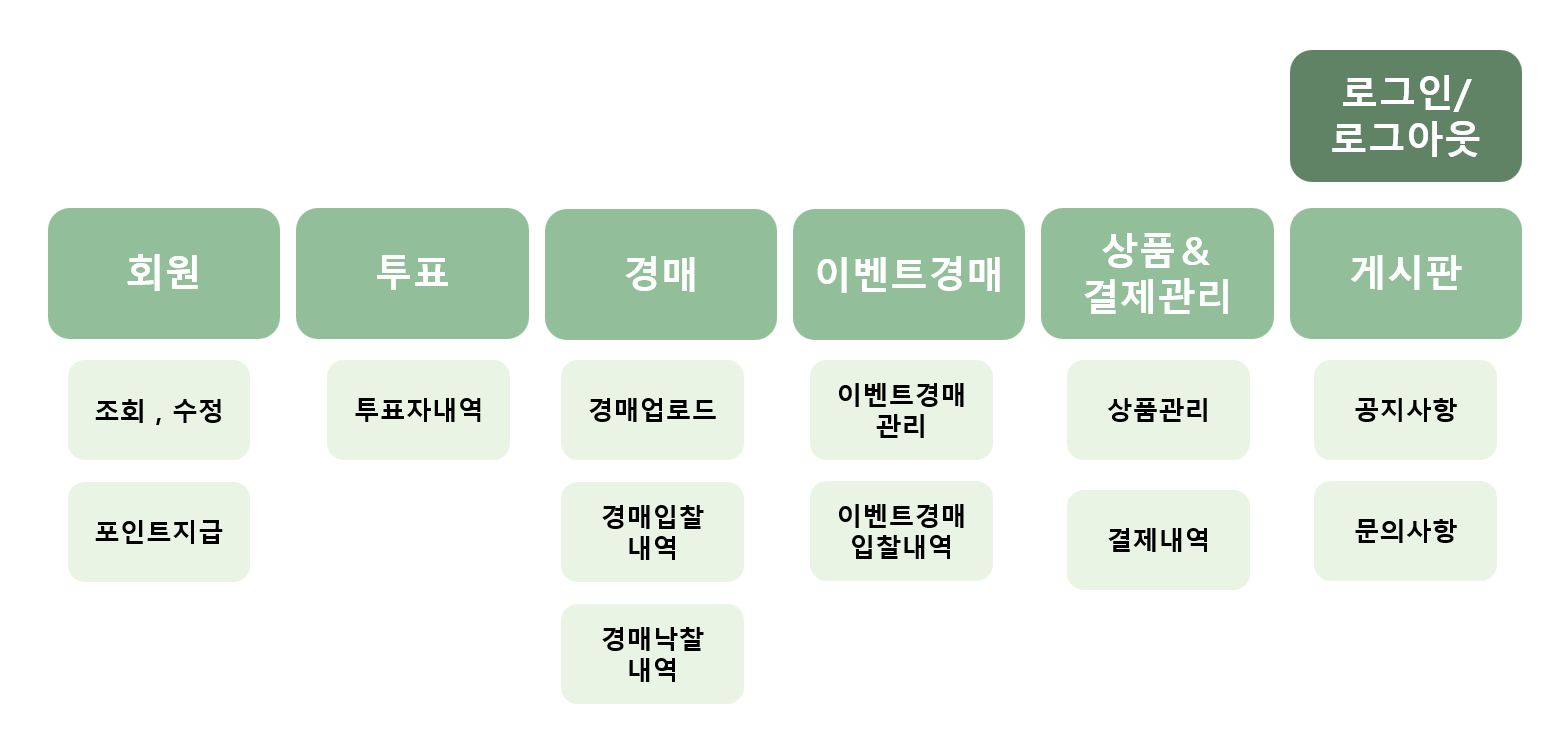 로그인/
로그아웃
회원
투표
경매
이벤트경매
상품&
결제관리
게시판
조회 , 수정
투표자내역
경매업로드
이벤트경매
관리
상품관리
공지사항
포인트지급
경매입찰
내역
이벤트경매
입찰내역
결제내역
문의사항
경매낙찰
내역